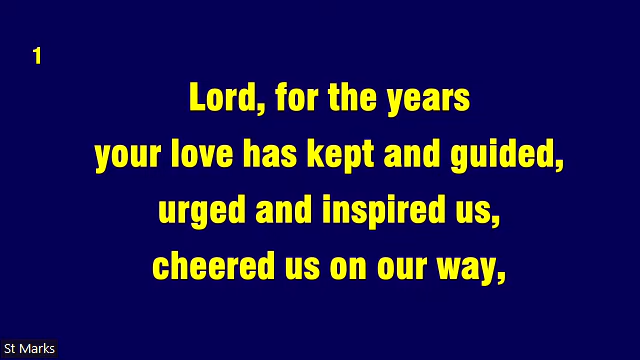 1
Lord, for the years
your love has kept and guided,
urged and inspired us,
cheered us on our way,
St Marks